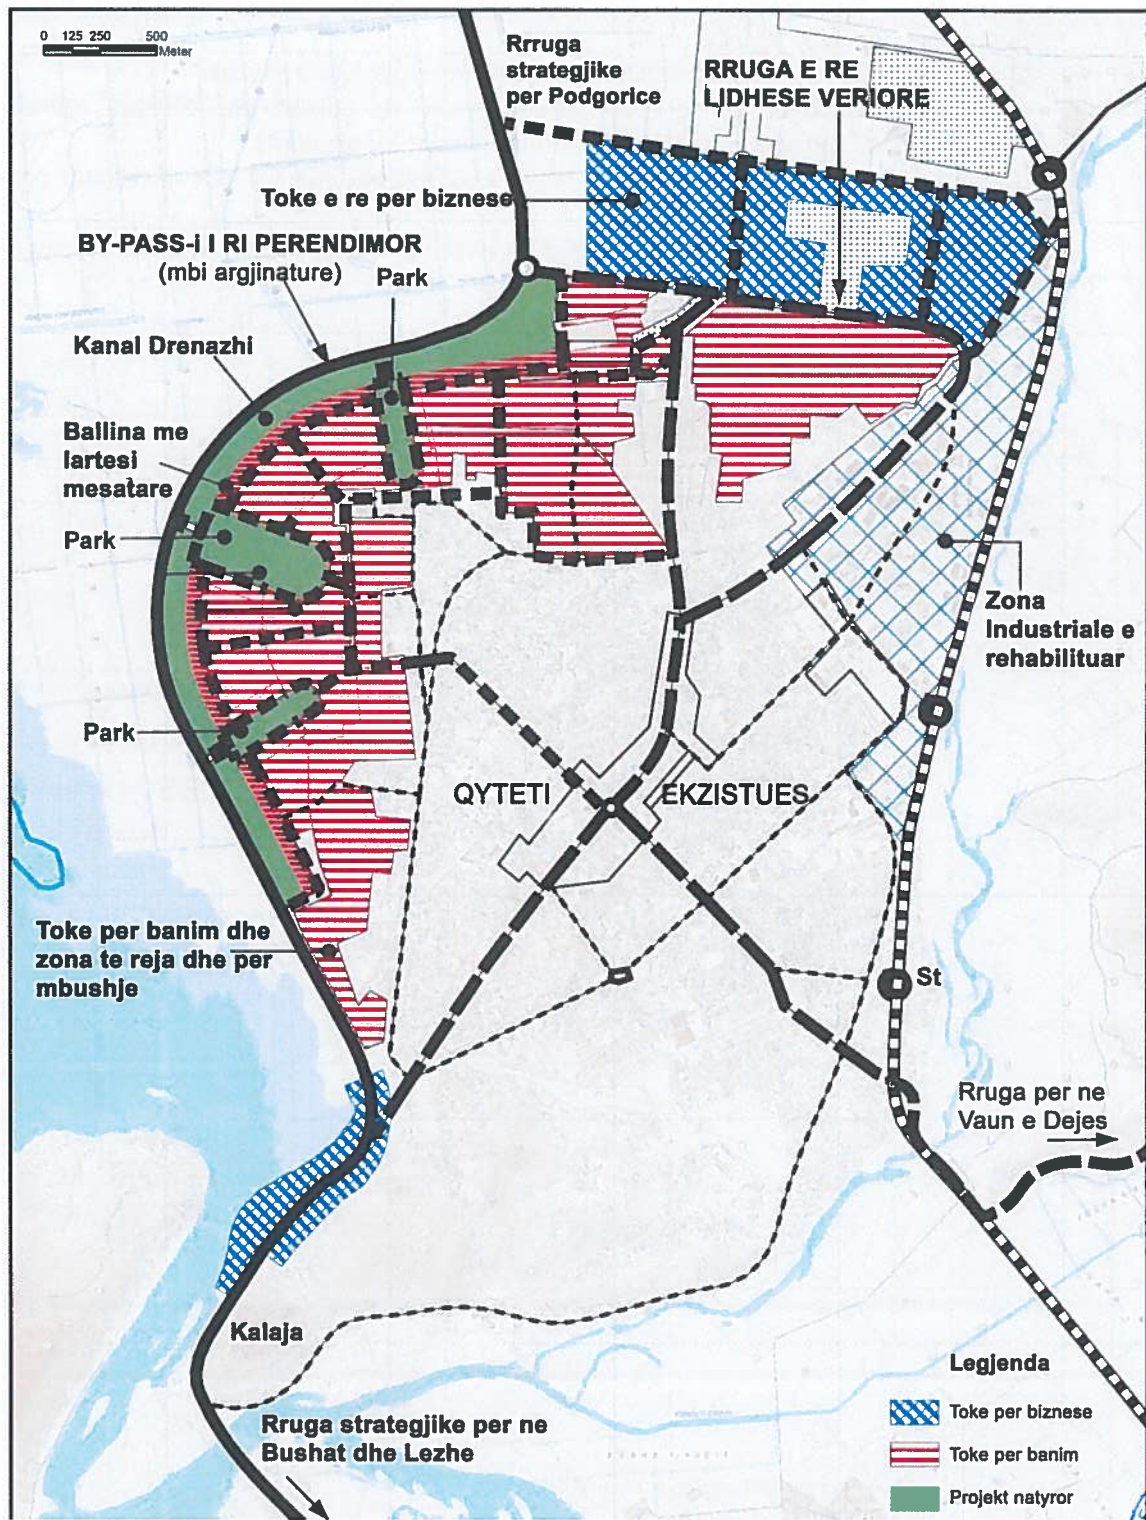 0 125 250 500
Meter
Rrruga
strategjike
per Podgorice
RRUGA E RE
LIDHESE VERIORE
Toke e re per biznese
BY-PASS-i I RI PERENDIMOR
(mbi argjinature)
Park
Kanal Drenazhi
Ballina me
lartesi
mesatare
Park
Zona
Industriale e
rehabilituar
Park
QYTETI EKZISTUES
Toke per banim dhe
zona te reja dhe per
mbushje
St
Rruga per ne
Vaun e Dejes
Kalaja
Rruga strategjike per ne
Bushat dhe Lezhe
Legjenda
Toke per biznese
Toke per banim
Projekt natyror